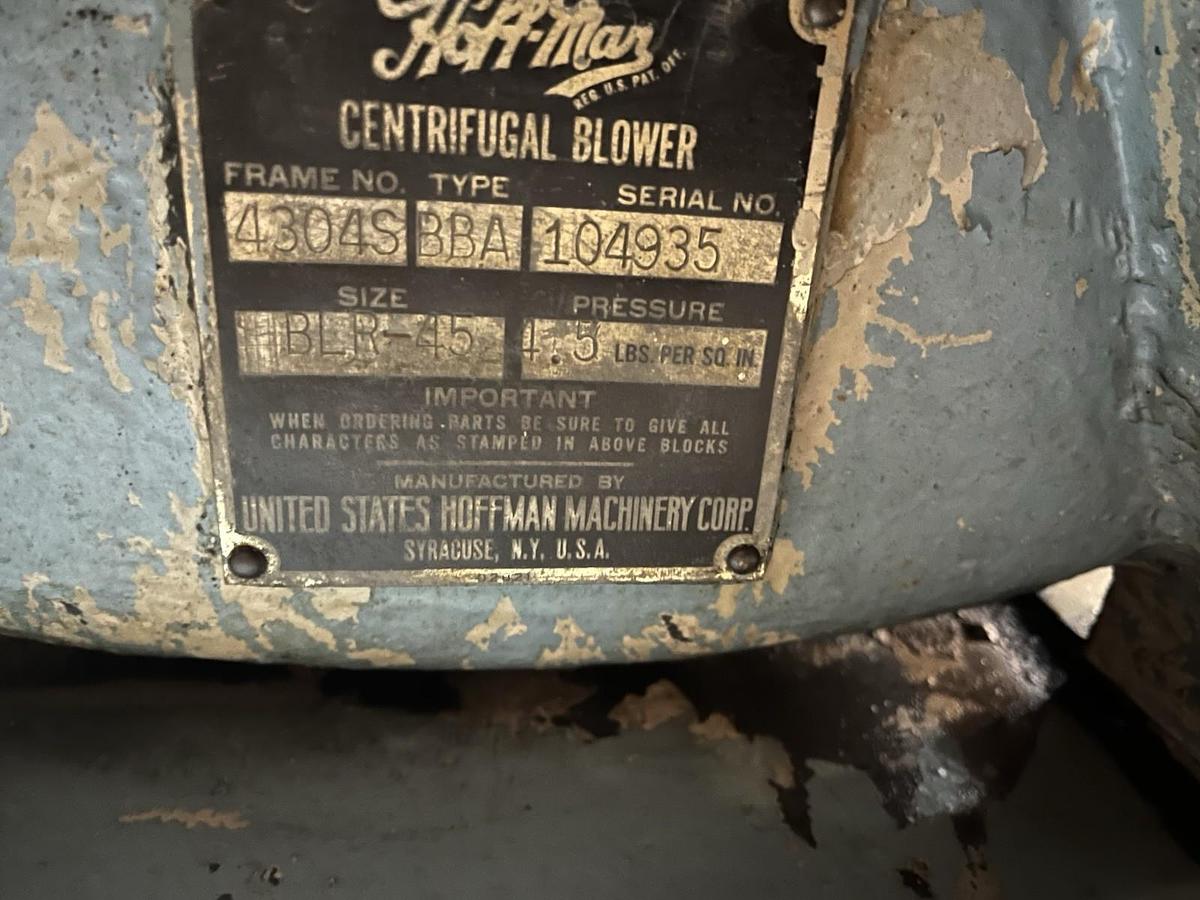 Hoff-Man
REG. U.S. PAT. OFF.
CENTRIFUGAL BLOWER
FRAME NO. TYPE SERIAL NO.
4304S BBA 104935
SIZE PRESSURE
BLR-45 .5 LBS. PER SQ. IN.
IMPORTANT
WHEN ORDERING PARTS BE SURE TO GIVE ALL
CHARACTERS AS STAMPED IN ABOVE BLOCKS
MANUFACTURED BY
UNITED STATES HOFFMAN MACHINERY CORP.
SYRACUSE, N.Y. U.S.A.